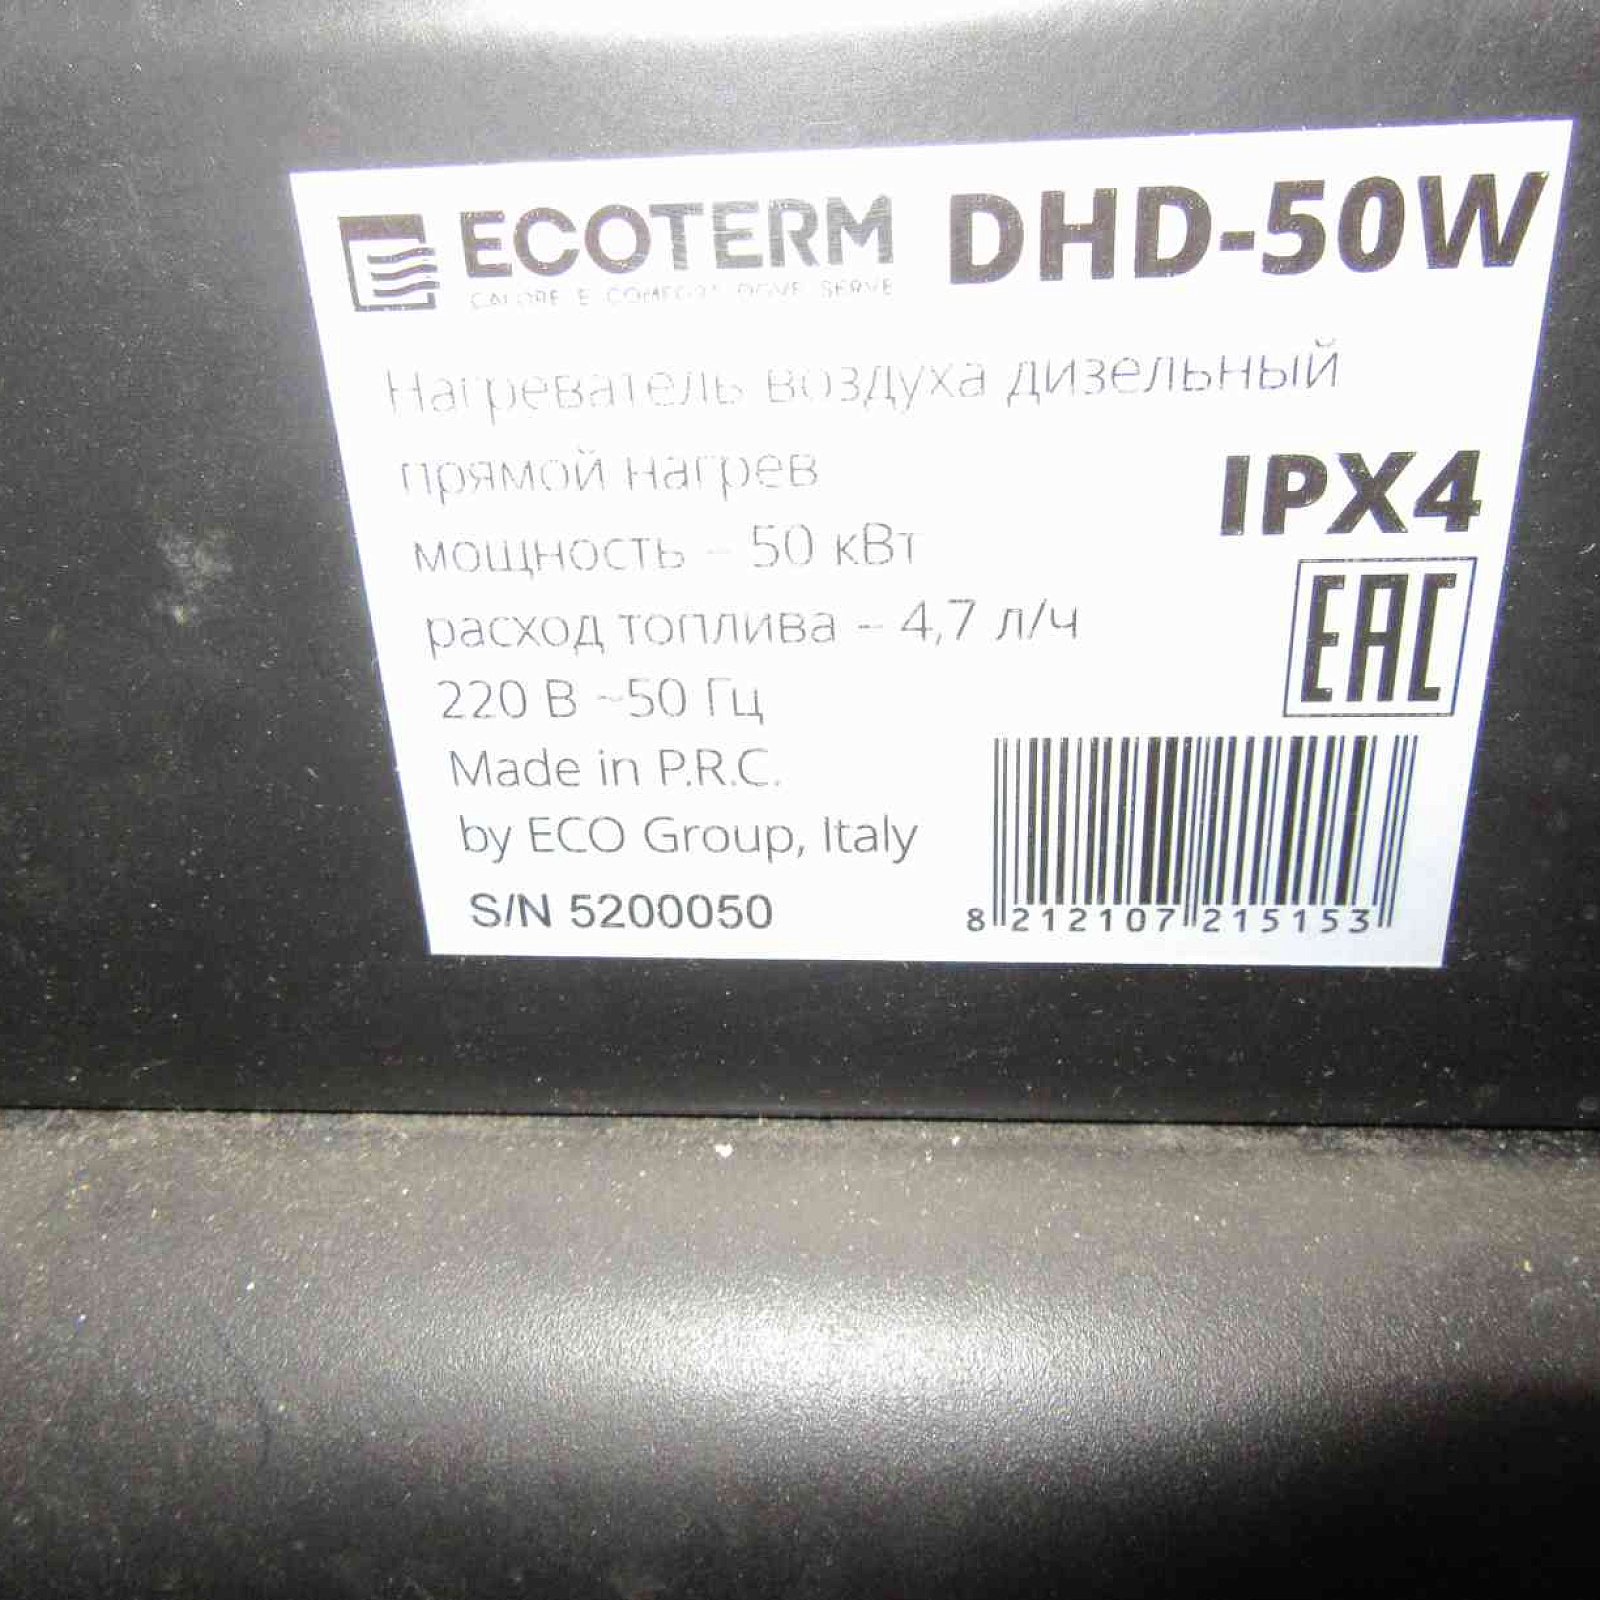 ECOTERM DHD-50W
CALORE E COMFORT DOVE SERVE
Нагреватель воздуха дизельный
прямой нагрев
IPX4
мощность – 50 кВт
EAC
расход топлива – 4,7 л/ч
220 В ~50 Гц
Made in P.R.C.
by ECO Group, Italy
S/N 5200050
8 212107 215153